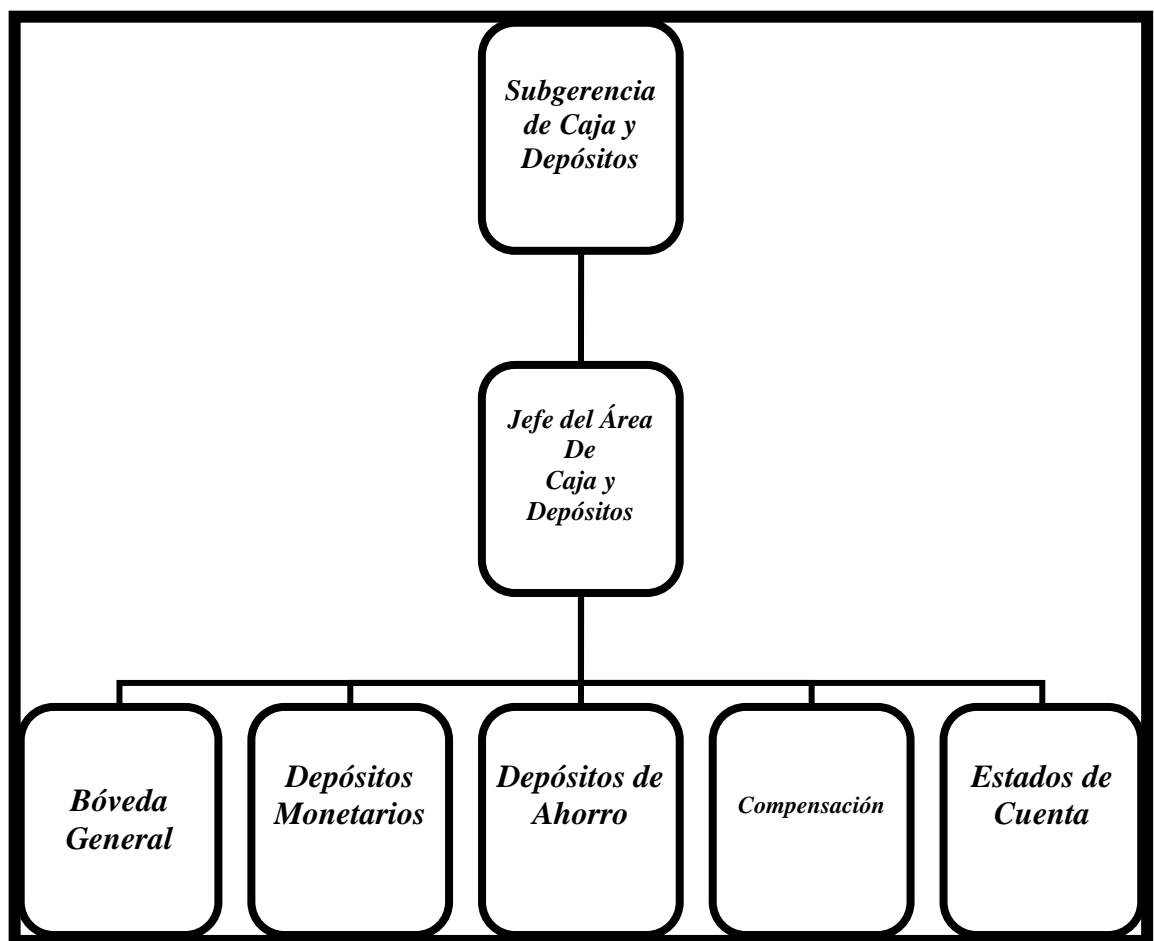 Subgerencia
de Caja y
Depósitos
Jefe del Área
De
Caja y
Depósitos
Bóveda
General
Depósitos
Monetarios
Depósitos de
Ahorro
Compensación
Estados de
Cuenta